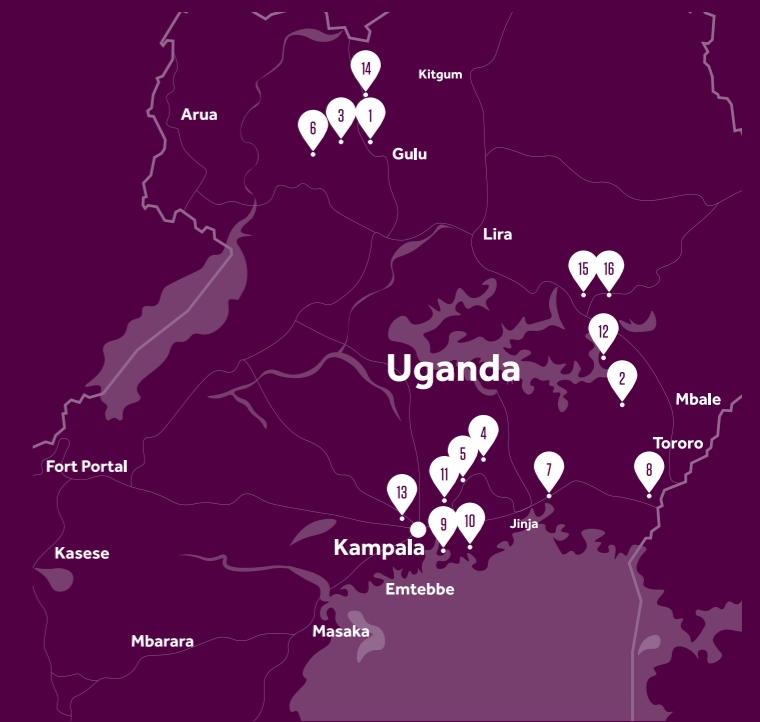 14
Kitgum
Arua
3
1
6
Gulu
Lira
15
16
12
Uganda
2
Mbale
4
Tororo
5
Fort Portal
11
7
8
13
9
10
Jinja
Kampala
Kasese
Emtebbe
Masaka
Mbarara